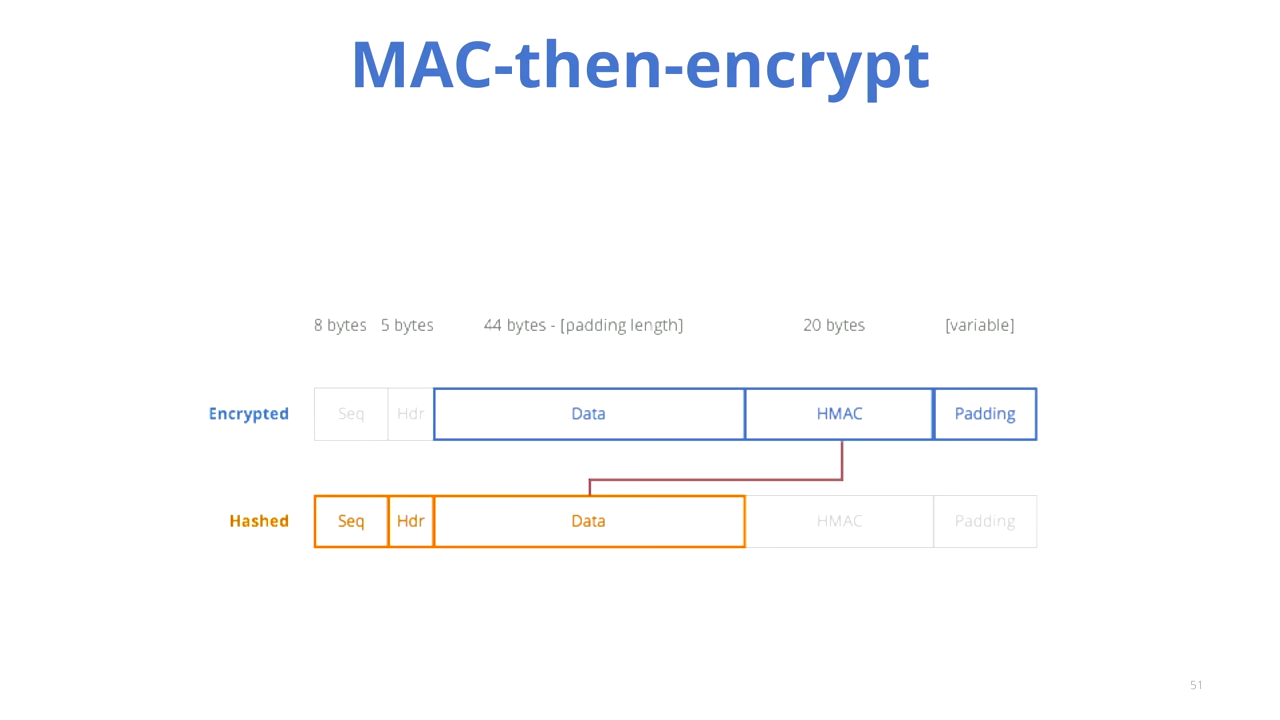 MAC-then-encrypt
8 bytes 5 bytes 44 bytes - [padding length] 20 bytes [variable]
Encrypted Seq Hdr Data HMAC Padding
Hashed Seq Hdr Data HMAC Padding
51